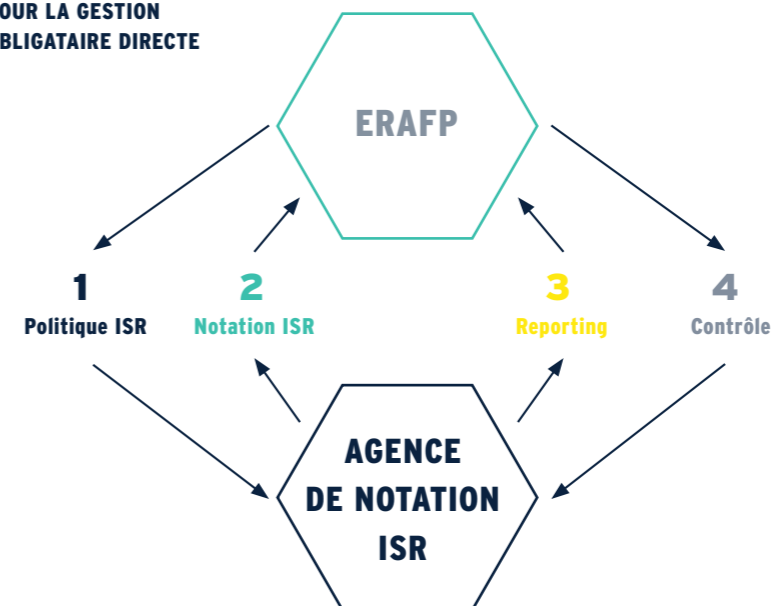 OUR LA GESTION
BLIGATAIRE DIRECTE
ERAFP
1
Politique ISR
2
Notation ISR
3
Reporting
4
Contrôle
AGENCE
DE NOTATION
ISR